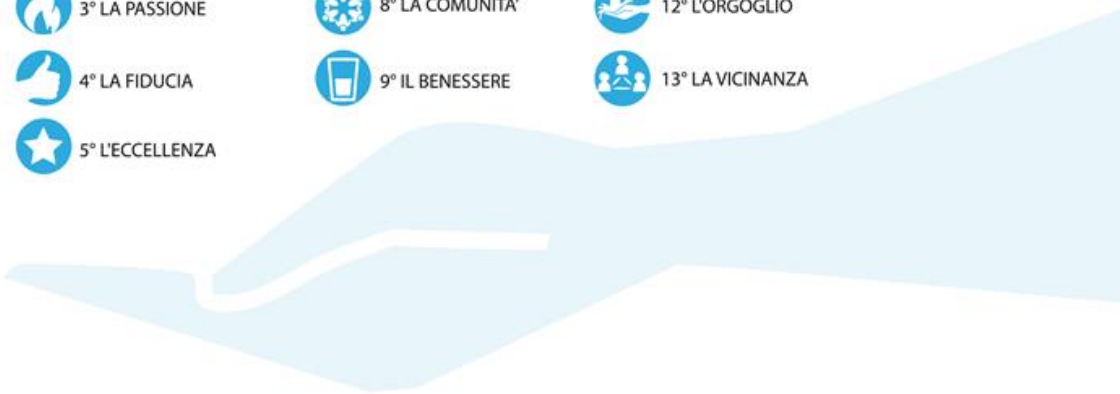 3° LA PASSIONE
4° LA FIDUCIA
5° L'ECCELLENZA
8° LA COMUNITA'
9° IL BENESSERE
12° L'ORGOGLIO
13° LA VICINANZA